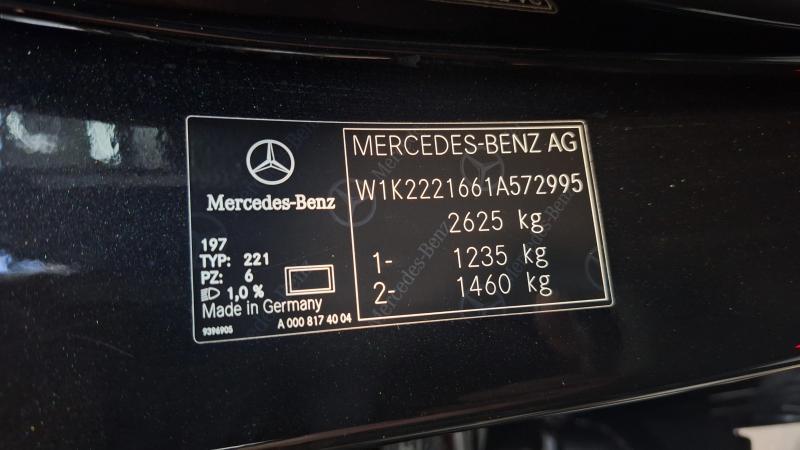 Mercedes-Benz
197
TYP: 221
PZ: 6
1,0 %
Made in Germany
9396905
A 000 817 40 04
MERCEDES-BENZ AG
W1K2221661A572995
2625 kg
1- 1235 kg
2- 1460 kg